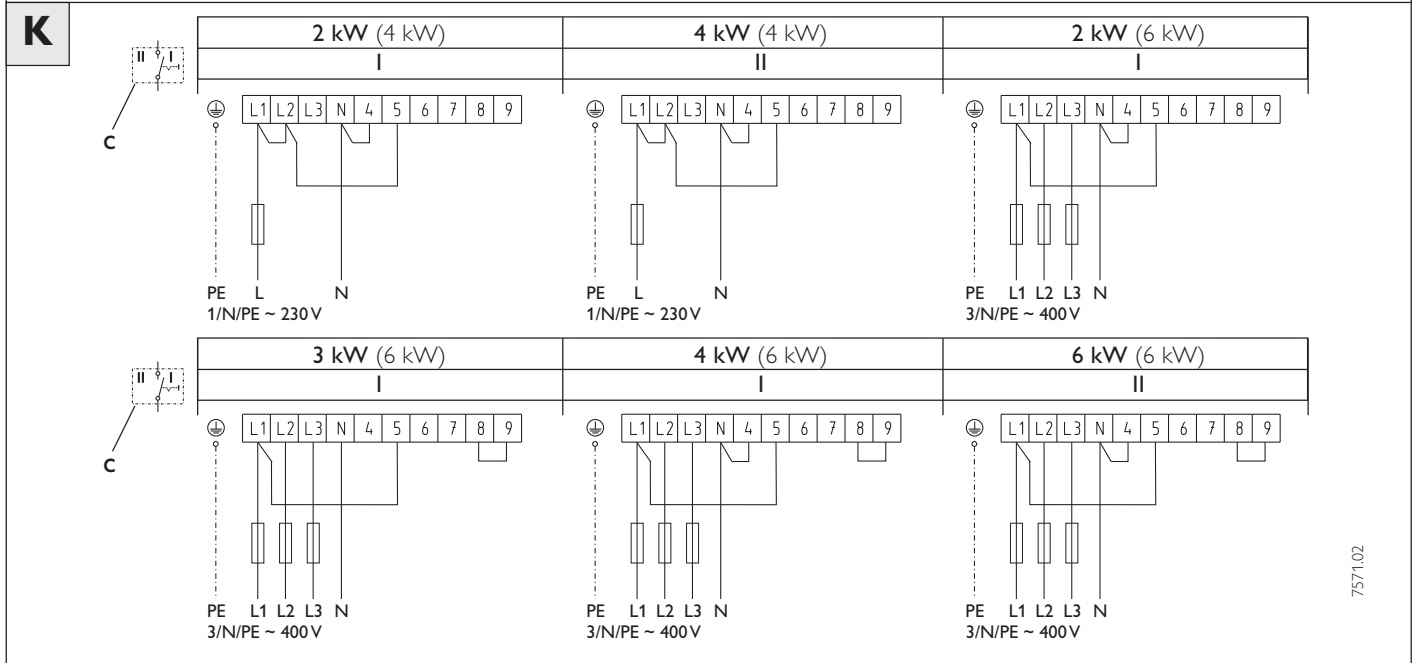 K
2 kW (4 kW) 4 kW (4 kW) 2 kW (6 kW)
II I
I II I
C
L1 L2 L3 N 4 5 6 7 8 9
L1 L2 L3 N 4 5 6 7 8 9
L1 L2 L3 N 4 5 6 7 8 9
PE L N
1/N/PE ~ 230 V
PE L N
1/N/PE ~ 230 V
PE L1 L2 L3 N
3/N/PE ~ 400 V
3 kW (6 kW) 4 kW (6 kW) 6 kW (6 kW)
II I
I I II
C
L1 L2 L3 N 4 5 6 7 8 9
L1 L2 L3 N 4 5 6 7 8 9
L1 L2 L3 N 4 5 6 7 8 9
PE L1 L2 L3 N
3/N/PE ~ 400 V
PE L1 L2 L3 N
3/N/PE ~ 400 V
PE L1 L2 L3 N
3/N/PE ~ 400 V
7571.02